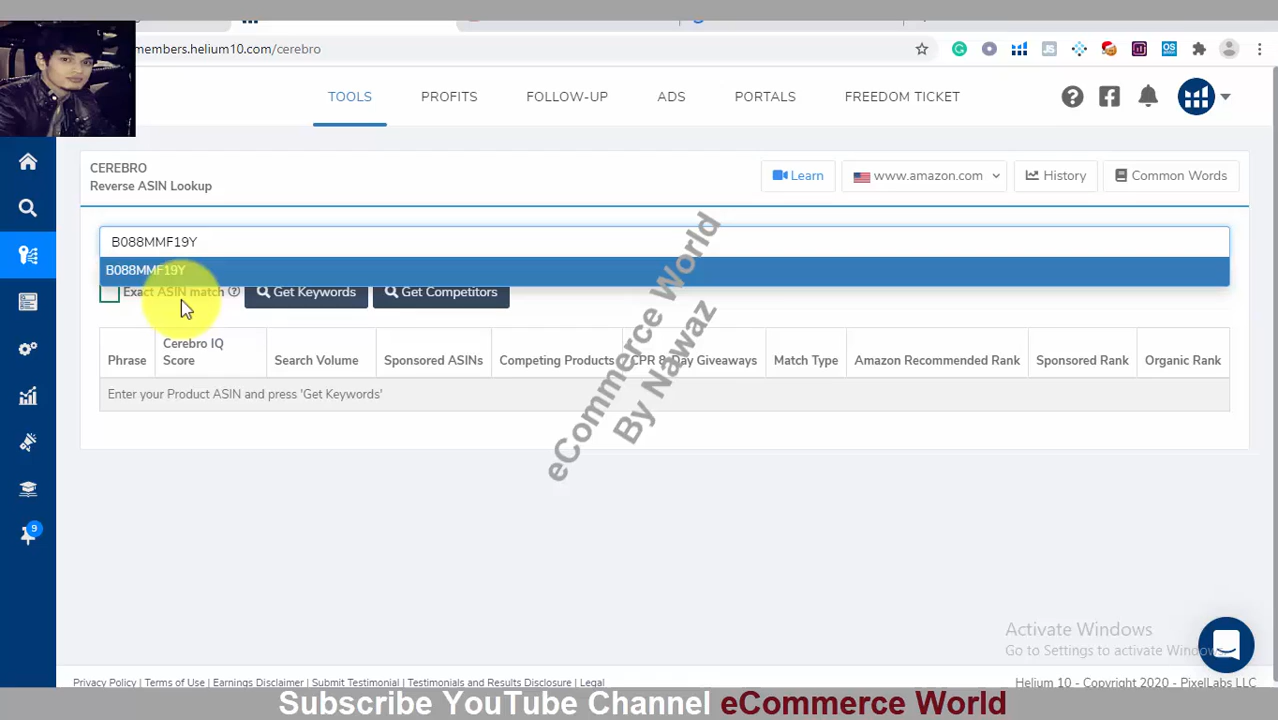 members.helium10.com/cerebro
TOOLS
PROFITS
FOLLOW-UP
ADS
PORTALS
FREEDOM TICKET
CEREBRO
Reverse ASIN Lookup
Learn
www.amazon.com
History
Common Words
B088MMF19Y
B088MMF19Y
Exact ASIN match
Get Keywords
Get Competitors
Phrase
Cerebro IQ
Score
Search Volume
Sponsored ASINs
Competing Products
CPR 8-Day Giveaways
Match Type
Amazon Recommended Rank
Sponsored Rank
Organic Rank
Enter your Product ASIN and press 'Get Keywords'
eCommerce World
By Nawaz
9
Activate Windows
Go to Settings to activate Windows.
Privacy Policy | Terms of Use | Earnings Disclaimer | Submit Testimonial | Testimonials and Results Disclosure | Legal
Helium 10 - Copyright 2020 - PixelLabs LLC
Subscribe YouTube Channel eCommerce World